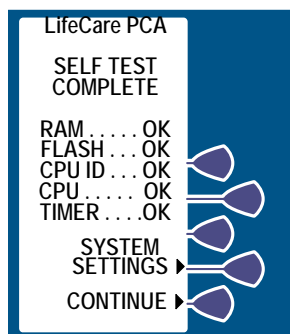 LifeCare PCA
SELF TEST
COMPLETE
RAM . . . . . OK
FLASH . . . OK
CPU ID . . . OK
CPU . . . . . OK
TIMER . . . . OK
SYSTEM
SETTINGS
CONTINUE